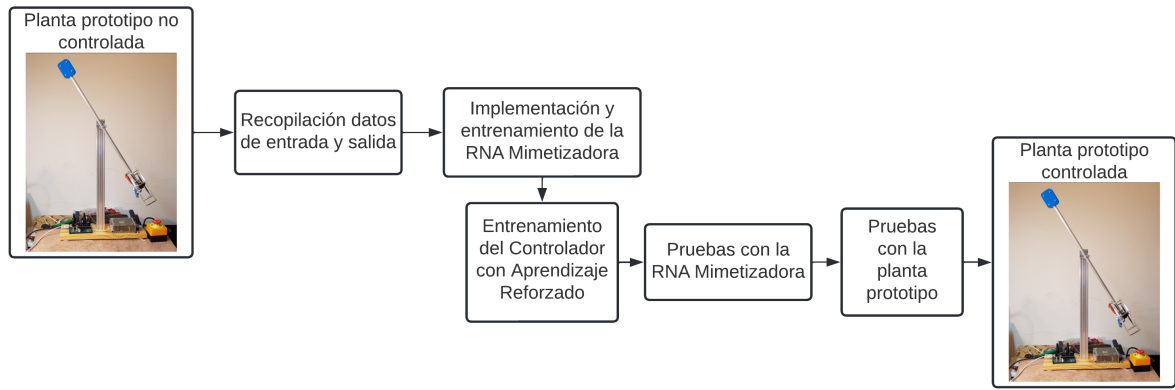 Planta prototipo no
controlada
Recopilación datos
de entrada y salida
Implementación y
entrenamiento de la
RNA Mimetizadora
Entrenamiento
del Controlador
con Aprendizaje
Reforzado
Pruebas con la
RNA Mimetizadora
Pruebas
con la
planta
prototipo
Planta prototipo
controlada